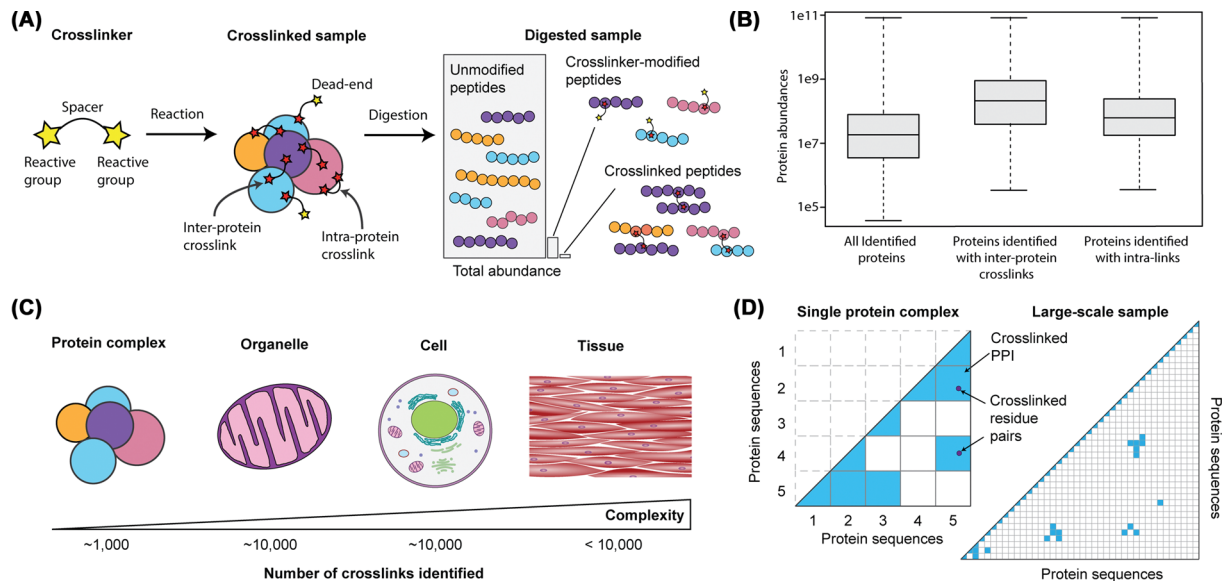 (A)
Crosslinker
Crosslinked sample
Digested sample
Spacer
Reactive
group
Reactive
group
Reaction
Dead-end
Digestion
Inter-protein
crosslink
Intra-protein
crosslink
Unmodified
peptides
Crosslinker-modified
peptides
Crosslinked peptides
Total abundance
(B)
Protein abundances
1e11
1e9
1e7
1e5
All Identified
proteins
Proteins identified
with inter-protein
crosslinks
Proteins identified
with intra-links
(C)
Protein complex
Organelle
Cell
Tissue
Complexity
~1,000
~10,000
~10,000
< 10,000
Number of crosslinks identified
(D)
Single protein complex
Large-scale sample
Protein sequences
1
2
3
4
5
1 2 3 4 5
Protein sequences
Crosslinked
PPI
Crosslinked
residue
pairs
Protein sequences
Protein sequences